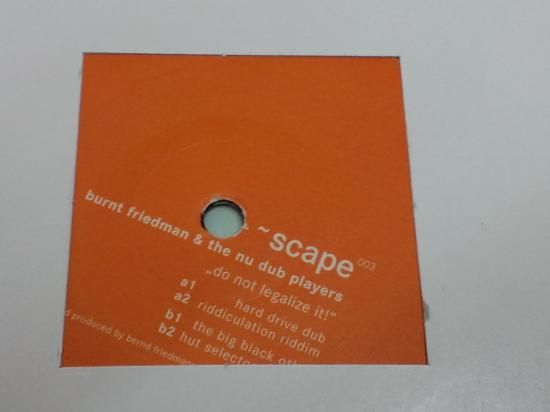 ~scape 003
burnt friedman & the nu dub players
„do not legalize it!“
a1 hard drive dub
a2 riddiculation riddim
b1 the big black
b2 hut
produced by bernd